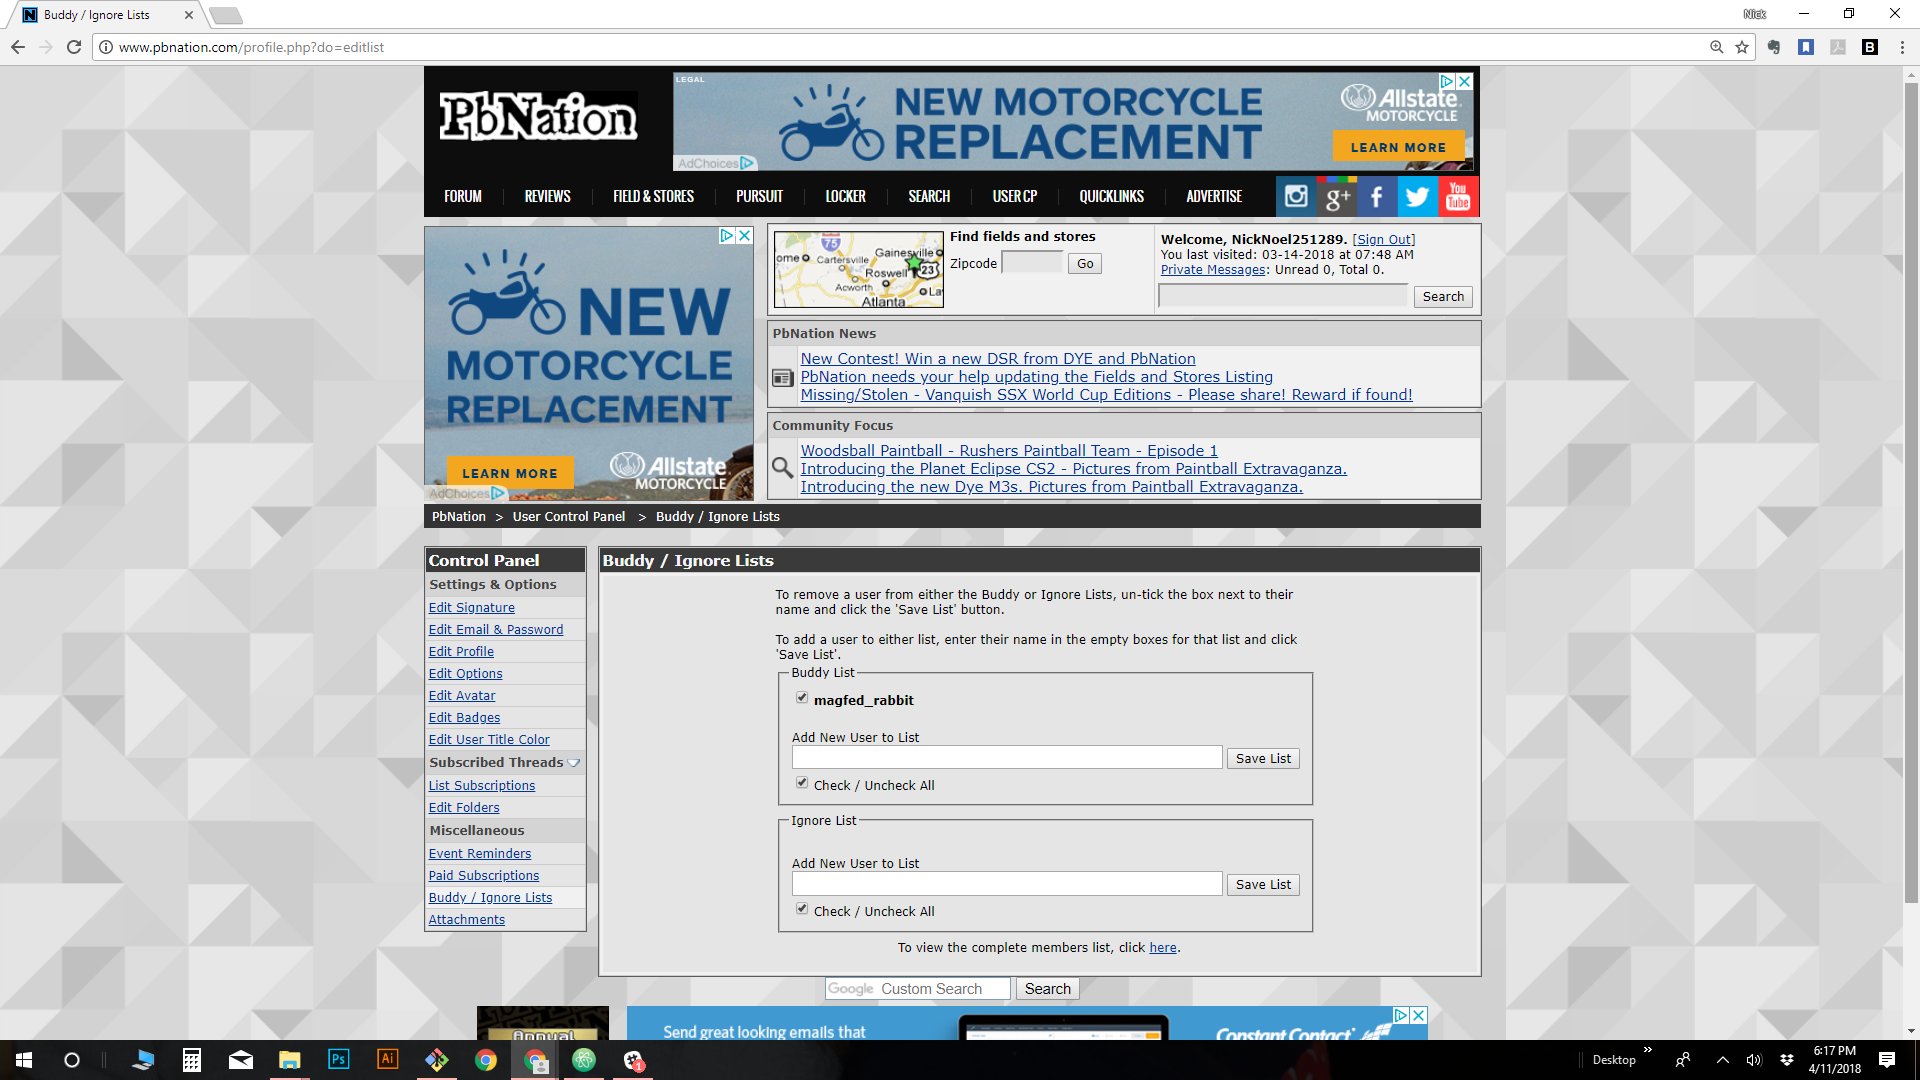 Buddy / Ignore Lists
Nick
www.pbnation.com/profile.php?do=editlist
PbNation
LEGAL
NEW MOTORCYCLE
REPLACEMENT
Allstate
MOTORCYCLE
LEARN MORE
AdChoices
FORUM
REVIEWS
FIELD & STORES
PURSUIT
LOCKER
SEARCH
USER CP
QUICKLINKS
ADVERTISE
g+
f
You
Tube
NEW
MOTORCYCLE
REPLACEMENT
LEARN MORE
Allstate
MOTORCYCLE
AdChoices
75
Gainesville
ome
Cartersville
Roswell
23
Acworth
La
Atlanta
Find fields and stores
Zipcode
Go
Welcome, NickNoel251289. [Sign Out]
You last visited: 03-14-2018 at 07:48 AM
Private Messages: Unread 0, Total 0.
Search
PbNation News
New Contest! Win a new DSR from DYE and PbNation
PbNation needs your help updating the Fields and Stores Listing
Missing/Stolen - Vanquish SSX World Cup Editions - Please share! Reward if found!
Community Focus
Woodsball Paintball - Rushers Paintball Team - Episode 1
Introducing the Planet Eclipse CS2 - Pictures from Paintball Extravaganza.
Introducing the new Dye M3s. Pictures from Paintball Extravaganza.
PbNation > User Control Panel > Buddy / Ignore Lists
Control Panel
Settings & Options
Edit Signature
Edit Email & Password
Edit Profile
Edit Options
Edit Avatar
Edit Badges
Edit User Title Color
Subscribed Threads
List Subscriptions
Edit Folders
Miscellaneous
Event Reminders
Paid Subscriptions
Buddy / Ignore Lists
Attachments
Buddy / Ignore Lists
To remove a user from either the Buddy or Ignore Lists, un-tick the box next to their
name and click the 'Save List' button.
To add a user to either list, enter their name in the empty boxes for that list and click
'Save List'.
Buddy List
magfed_rabbit
Add New User to List
Save List
Check / Uncheck All
Ignore List
Add New User to List
Save List
Check / Uncheck All
To view the complete members list, click here.
Google Custom Search
Search
Annual
Send great looking emails that
Constant Contact
Ps
Ai
1
Desktop
6:17 PM
4/11/2018